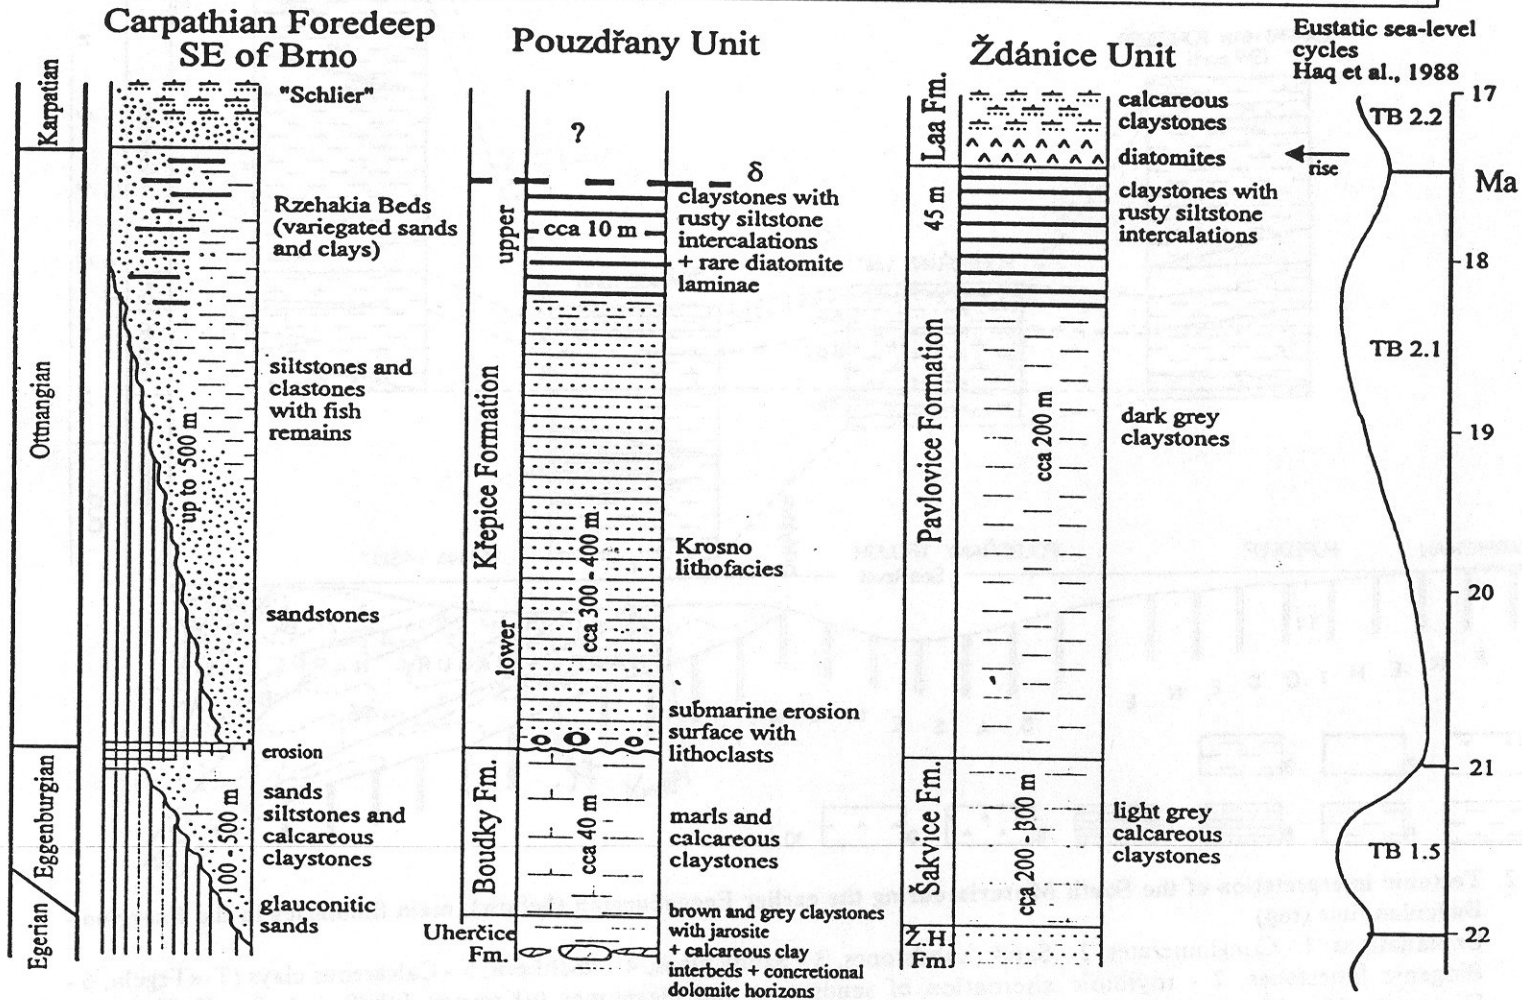 Carpathian Foredeep
SE of Brno
Karpatian
Ottnangian
Eggenburgian
Egerian
"Schlier"
Rzehakia Beds
(variegated sands
and clays)
siltstones and
clastones
with fish
remains
up to 500 m
sandstones
erosion
sands
siltstones and
calcareous
claystones
100 - 500 m
glauconitic
sands
Pouzdřany Unit
?
δ
upper
cca 10 m
claystones with
rusty siltstone
intercalations
+ rare diatomite
laminae
Křepice Formation
cca 300 - 400 m
Krosno
lithofacies
lower
submarine erosion
surface with
lithoclasts
Boudky Fm.
cca 40 m
marls and
calcareous
claystones
Uherčice
Fm.
brown and grey claystones
with jarosite
+ calcareous clay
interbeds + concretional
dolomite horizons
Ždánice Unit
Laa Fm.
calcareous
claystones
diatomites
45 m
claystones with
rusty siltstone
intercalations
Pavlovice Formation
cca 200 m
dark grey
claystones
Šakvice Fm.
cca 200 - 300 m
light grey
calcareous
claystones
Ž.H.
Fm.
Eustatic sea-level
cycles
Haq et al., 1988
17
TB 2.2
rise
Ma
18
TB 2.1
19
20
21
TB 1.5
22